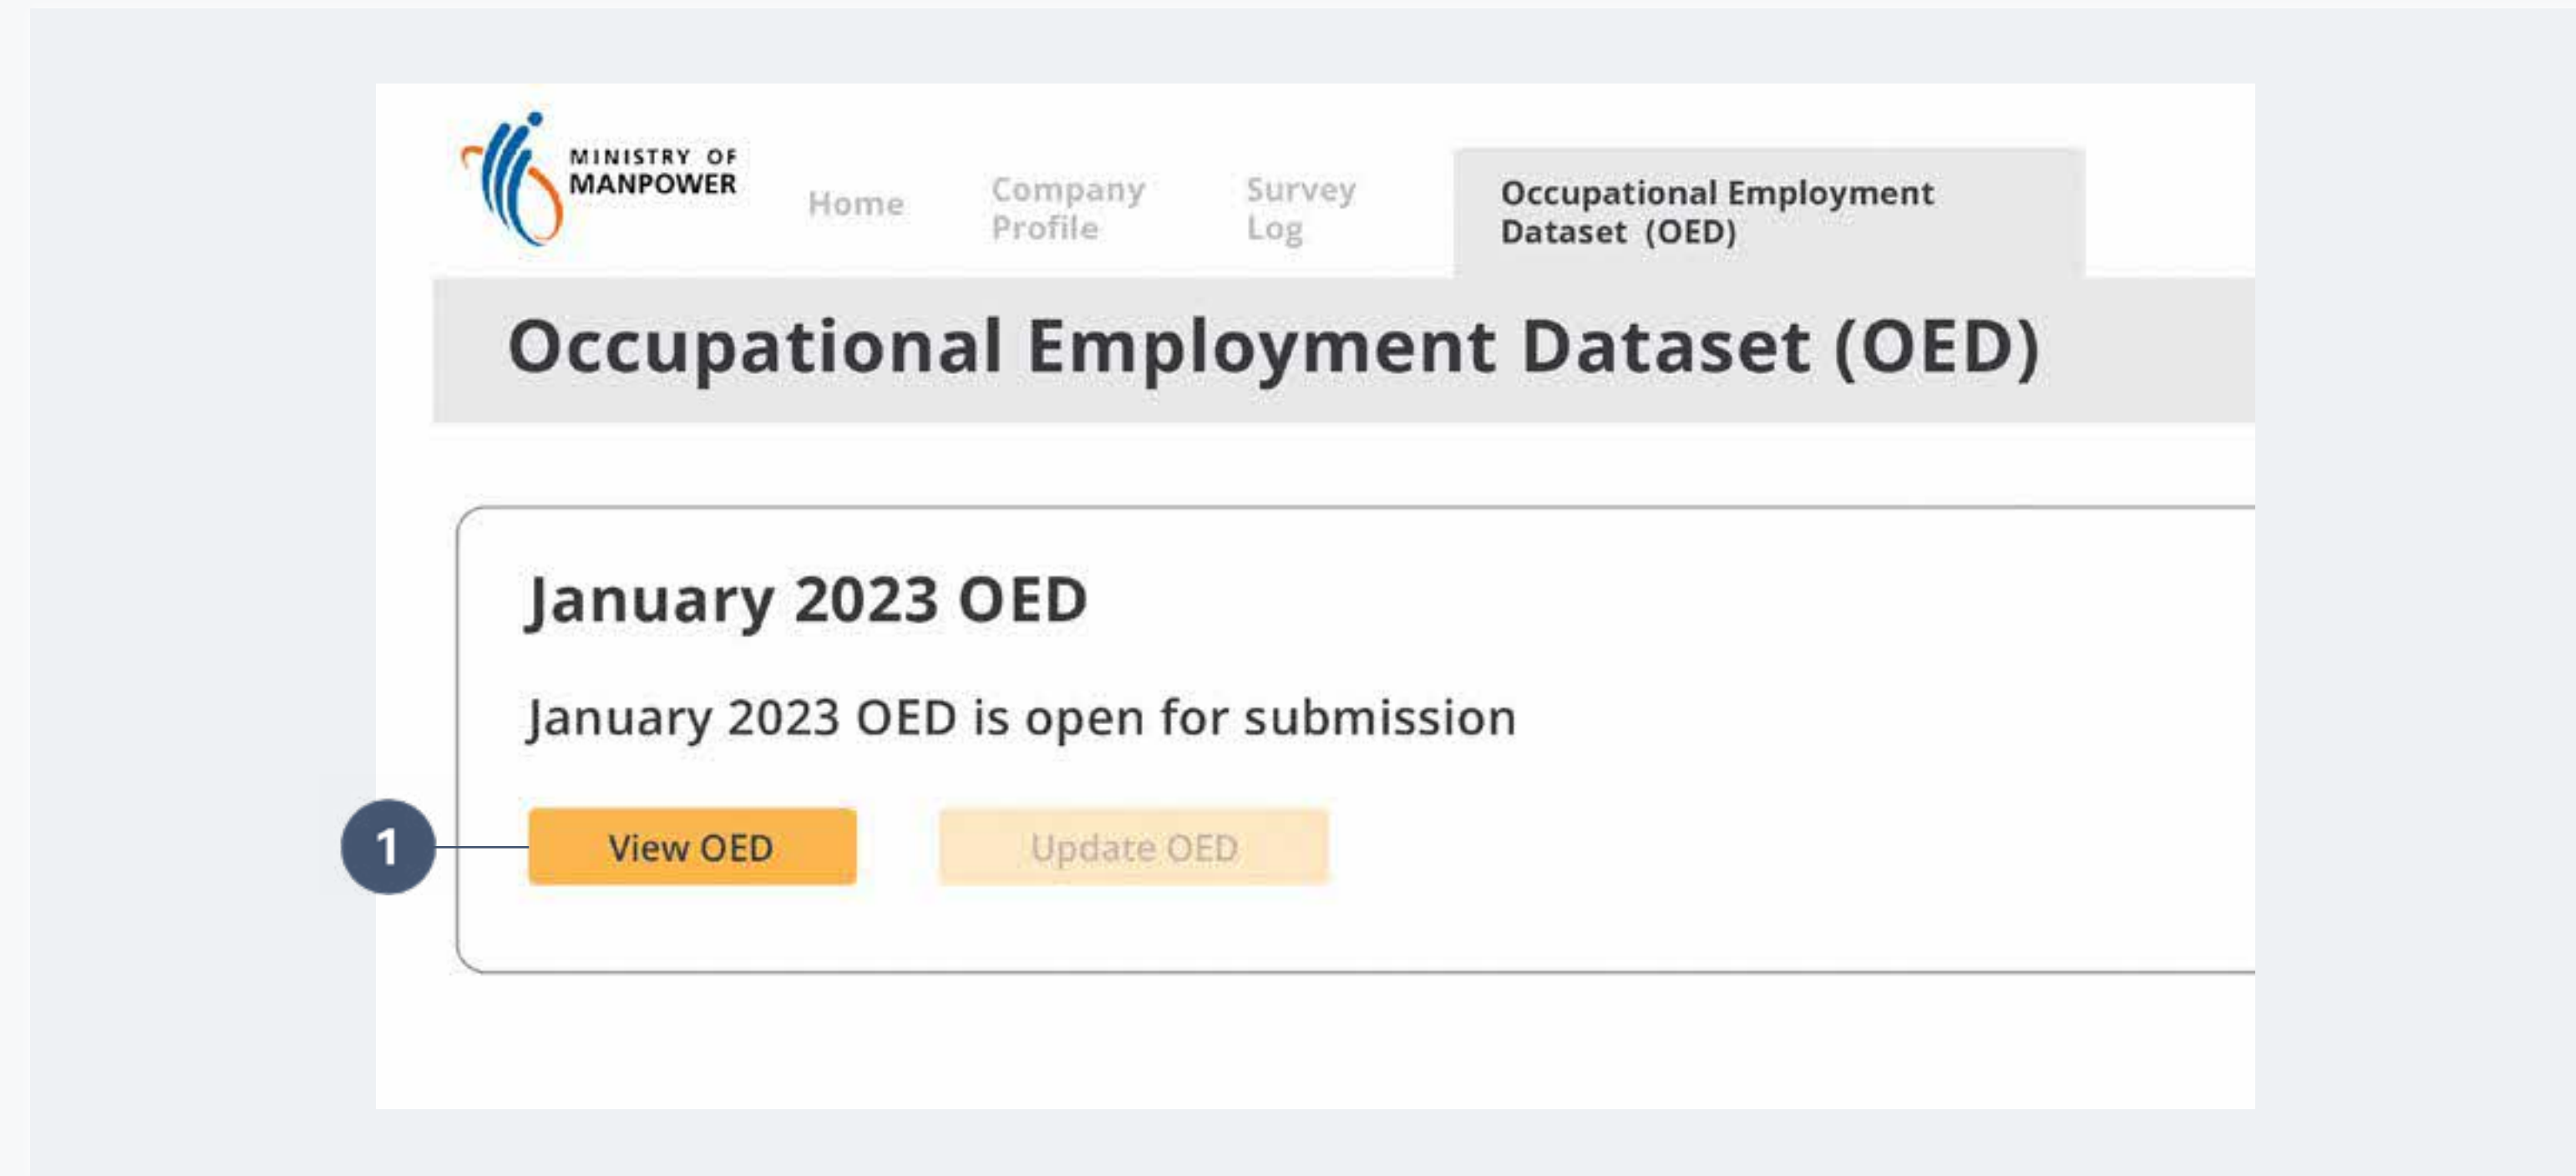 MINISTRY OF
MANPOWER
Home
Company
Profile
Survey
Log
Occupational Employment
Dataset (OED)
Occupational Employment Dataset (OED)
January 2023 OED
January 2023 OED is open for submission
1
View OED
Update OED